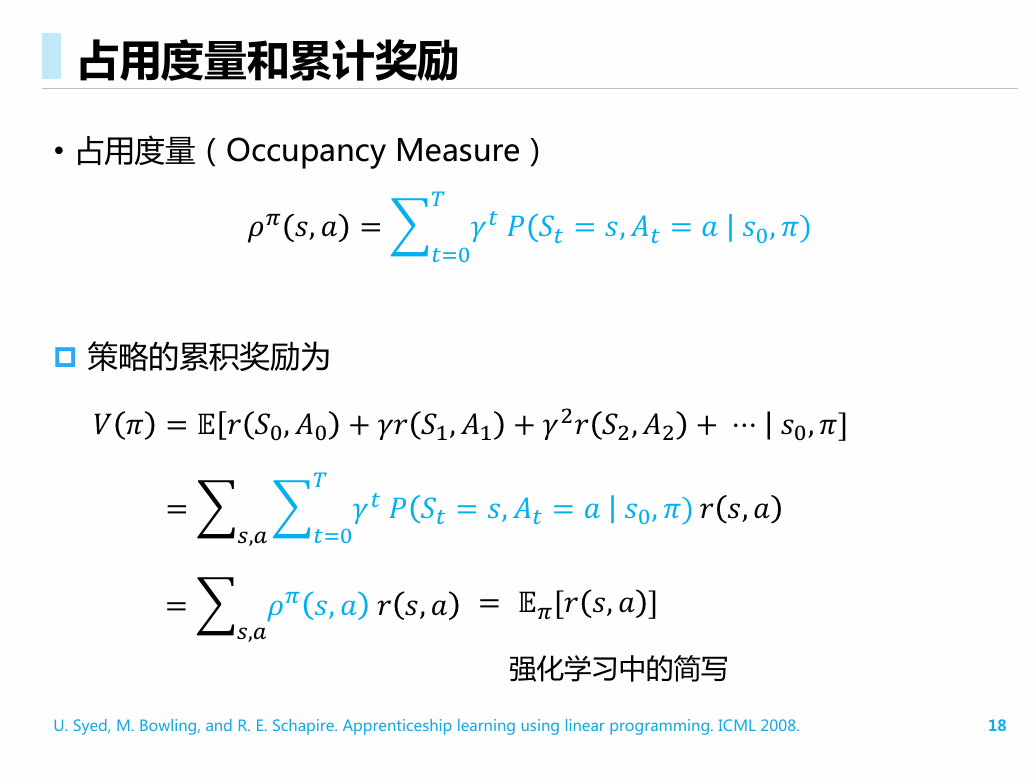 占用度量和累计奖励
• 占用度量（Occupancy Measure）
$\rho^{\pi}(s, a) = \sum_{t=0}^{T} \gamma^{t} P(S_t = s, A_t = a \mid s_0, \pi)$
策略的累积奖励为
$V(\pi) = \mathbb{E}[r(S_0, A_0) + \gamma r(S_1, A_1) + \gamma^2 r(S_2, A_2) + \cdots \mid s_0, \pi]$
$= \sum_{s,a} \sum_{t=0}^{T} \gamma^{t} P(S_t = s, A_t = a \mid s_0, \pi) r(s, a)$
$= \sum_{s,a} \rho^{\pi}(s, a) r(s, a) = \mathbb{E}_{\pi}[r(s, a)]$
强化学习中的简写
U. Syed, M. Bowling, and R. E. Schapire. Apprenticeship learning using linear programming. ICML 2008.
18